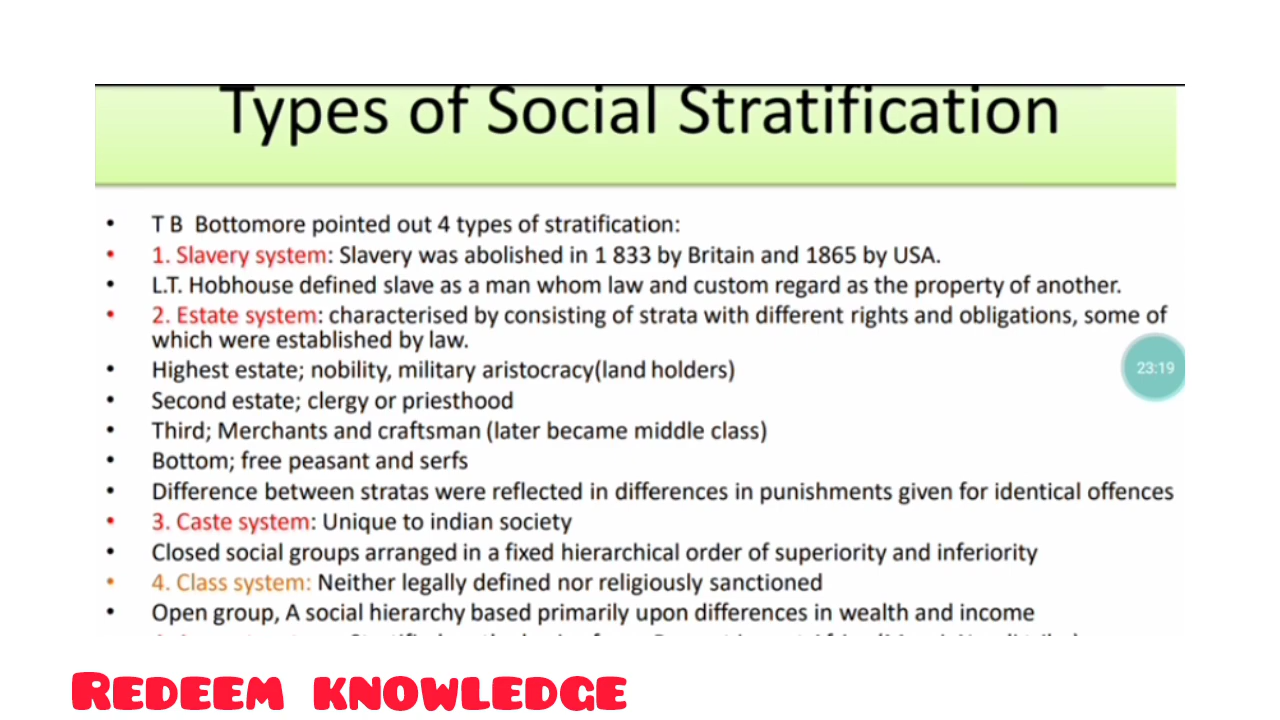 Types of Social Stratification
• T B Bottomore pointed out 4 types of stratification:
• 1. Slavery system: Slavery was abolished in 1 833 by Britain and 1865 by USA.
• L.T. Hobhouse defined slave as a man whom law and custom regard as the property of another.
• 2. Estate system: characterised by consisting of strata with different rights and obligations, some of
which were established by law.
• Highest estate; nobility, military aristocracy(land holders)
23:19
• Second estate; clergy or priesthood
• Third; Merchants and craftsman (later became middle class)
• Bottom; free peasant and serfs
• Difference between stratas were reflected in differences in punishments given for identical offences
• 3. Caste system: Unique to indian society
• Closed social groups arranged in a fixed hierarchical order of superiority and inferiority
• 4. Class system: Neither legally defined nor religiously sanctioned
• Open group, A social hierarchy based primarily upon differences in wealth and income
REDEEM KNOWLEDGE